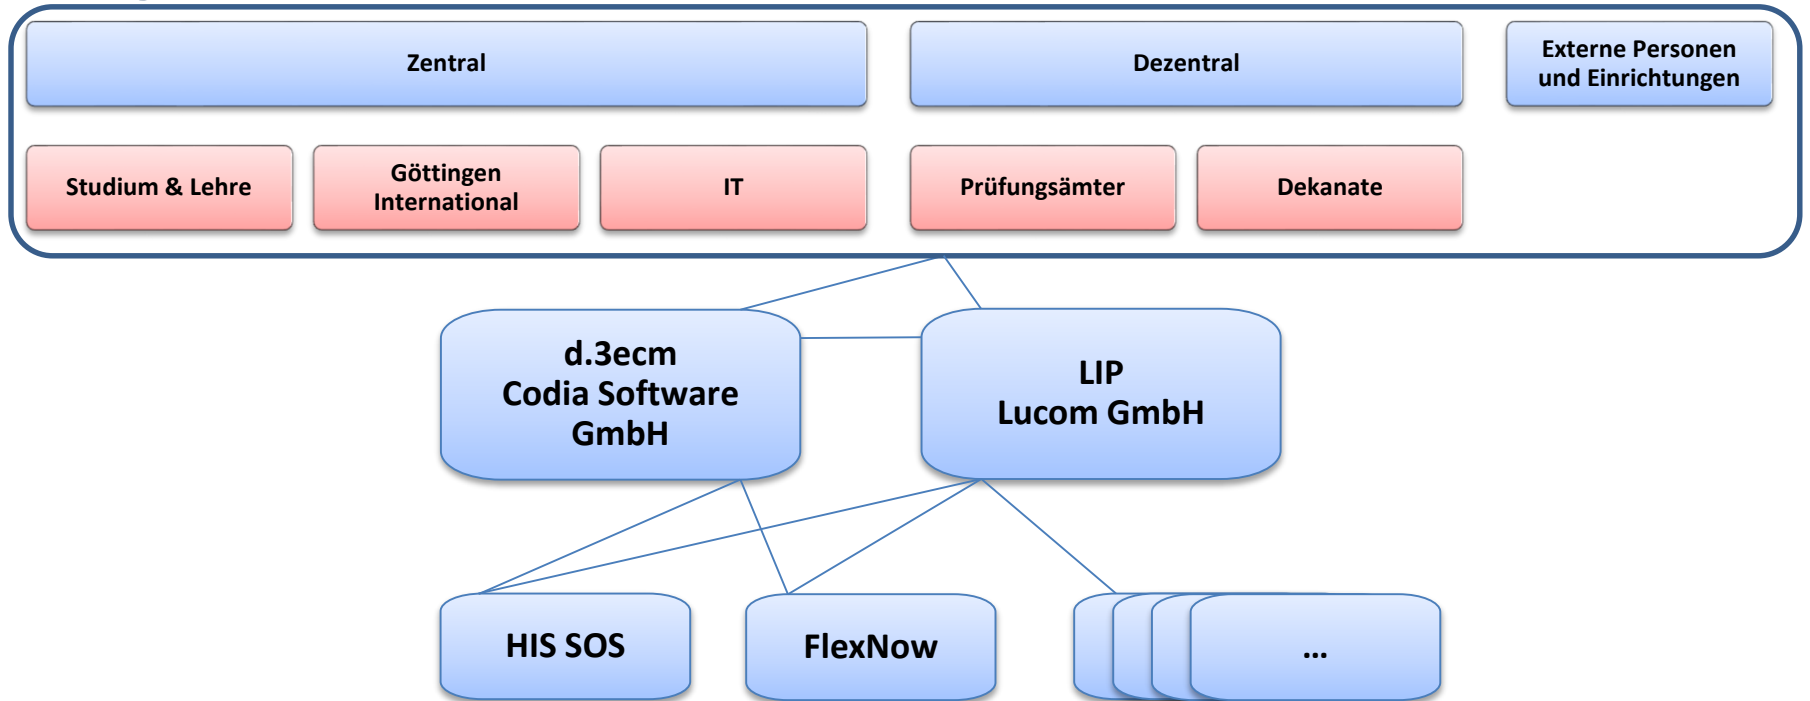 Zentral
Dezentral
Externe Personen
und Einrichtungen
Studium & Lehre
Göttingen
International
IT
Prüfungsämter
Dekanate
d.3ecm
Codia Software
GmbH
LIP
Lucom GmbH
HIS SOS
FlexNow
...